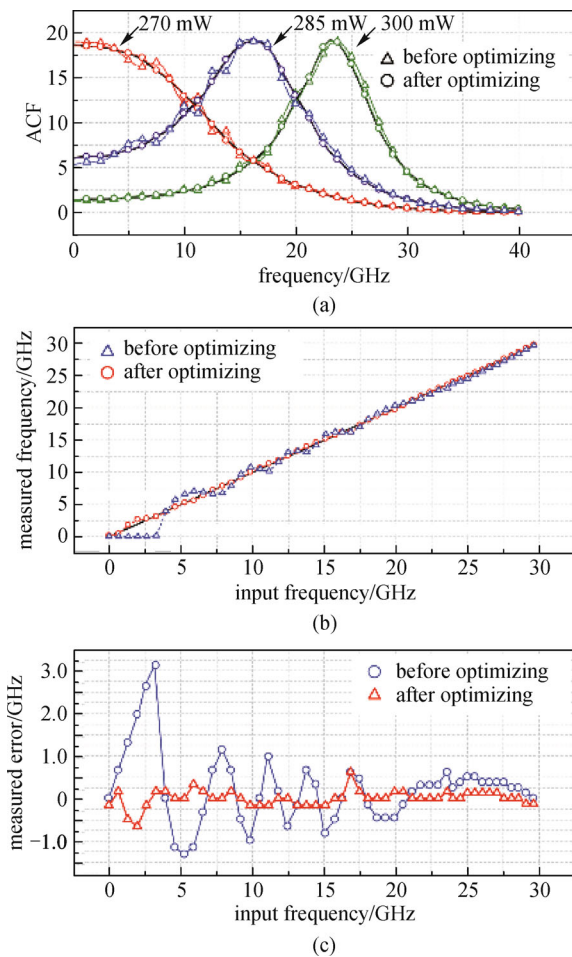 270 mW
285 mW
300 mW
before optimizing
after optimizing
ACF
20
15
10
5
0
0 10 20 30 40
frequency/GHz
(a)
before optimizing
after optimizing
measured frequency/GHz
30
25
20
15
10
5
0
0 5 10 15 20 25 30
input frequency/GHz
(b)
before optimizing
after optimizing
measured error/GHz
3.0
1.0
0
−1.0
0 5 10 15 20 25 30
input frequency/GHz
(c)